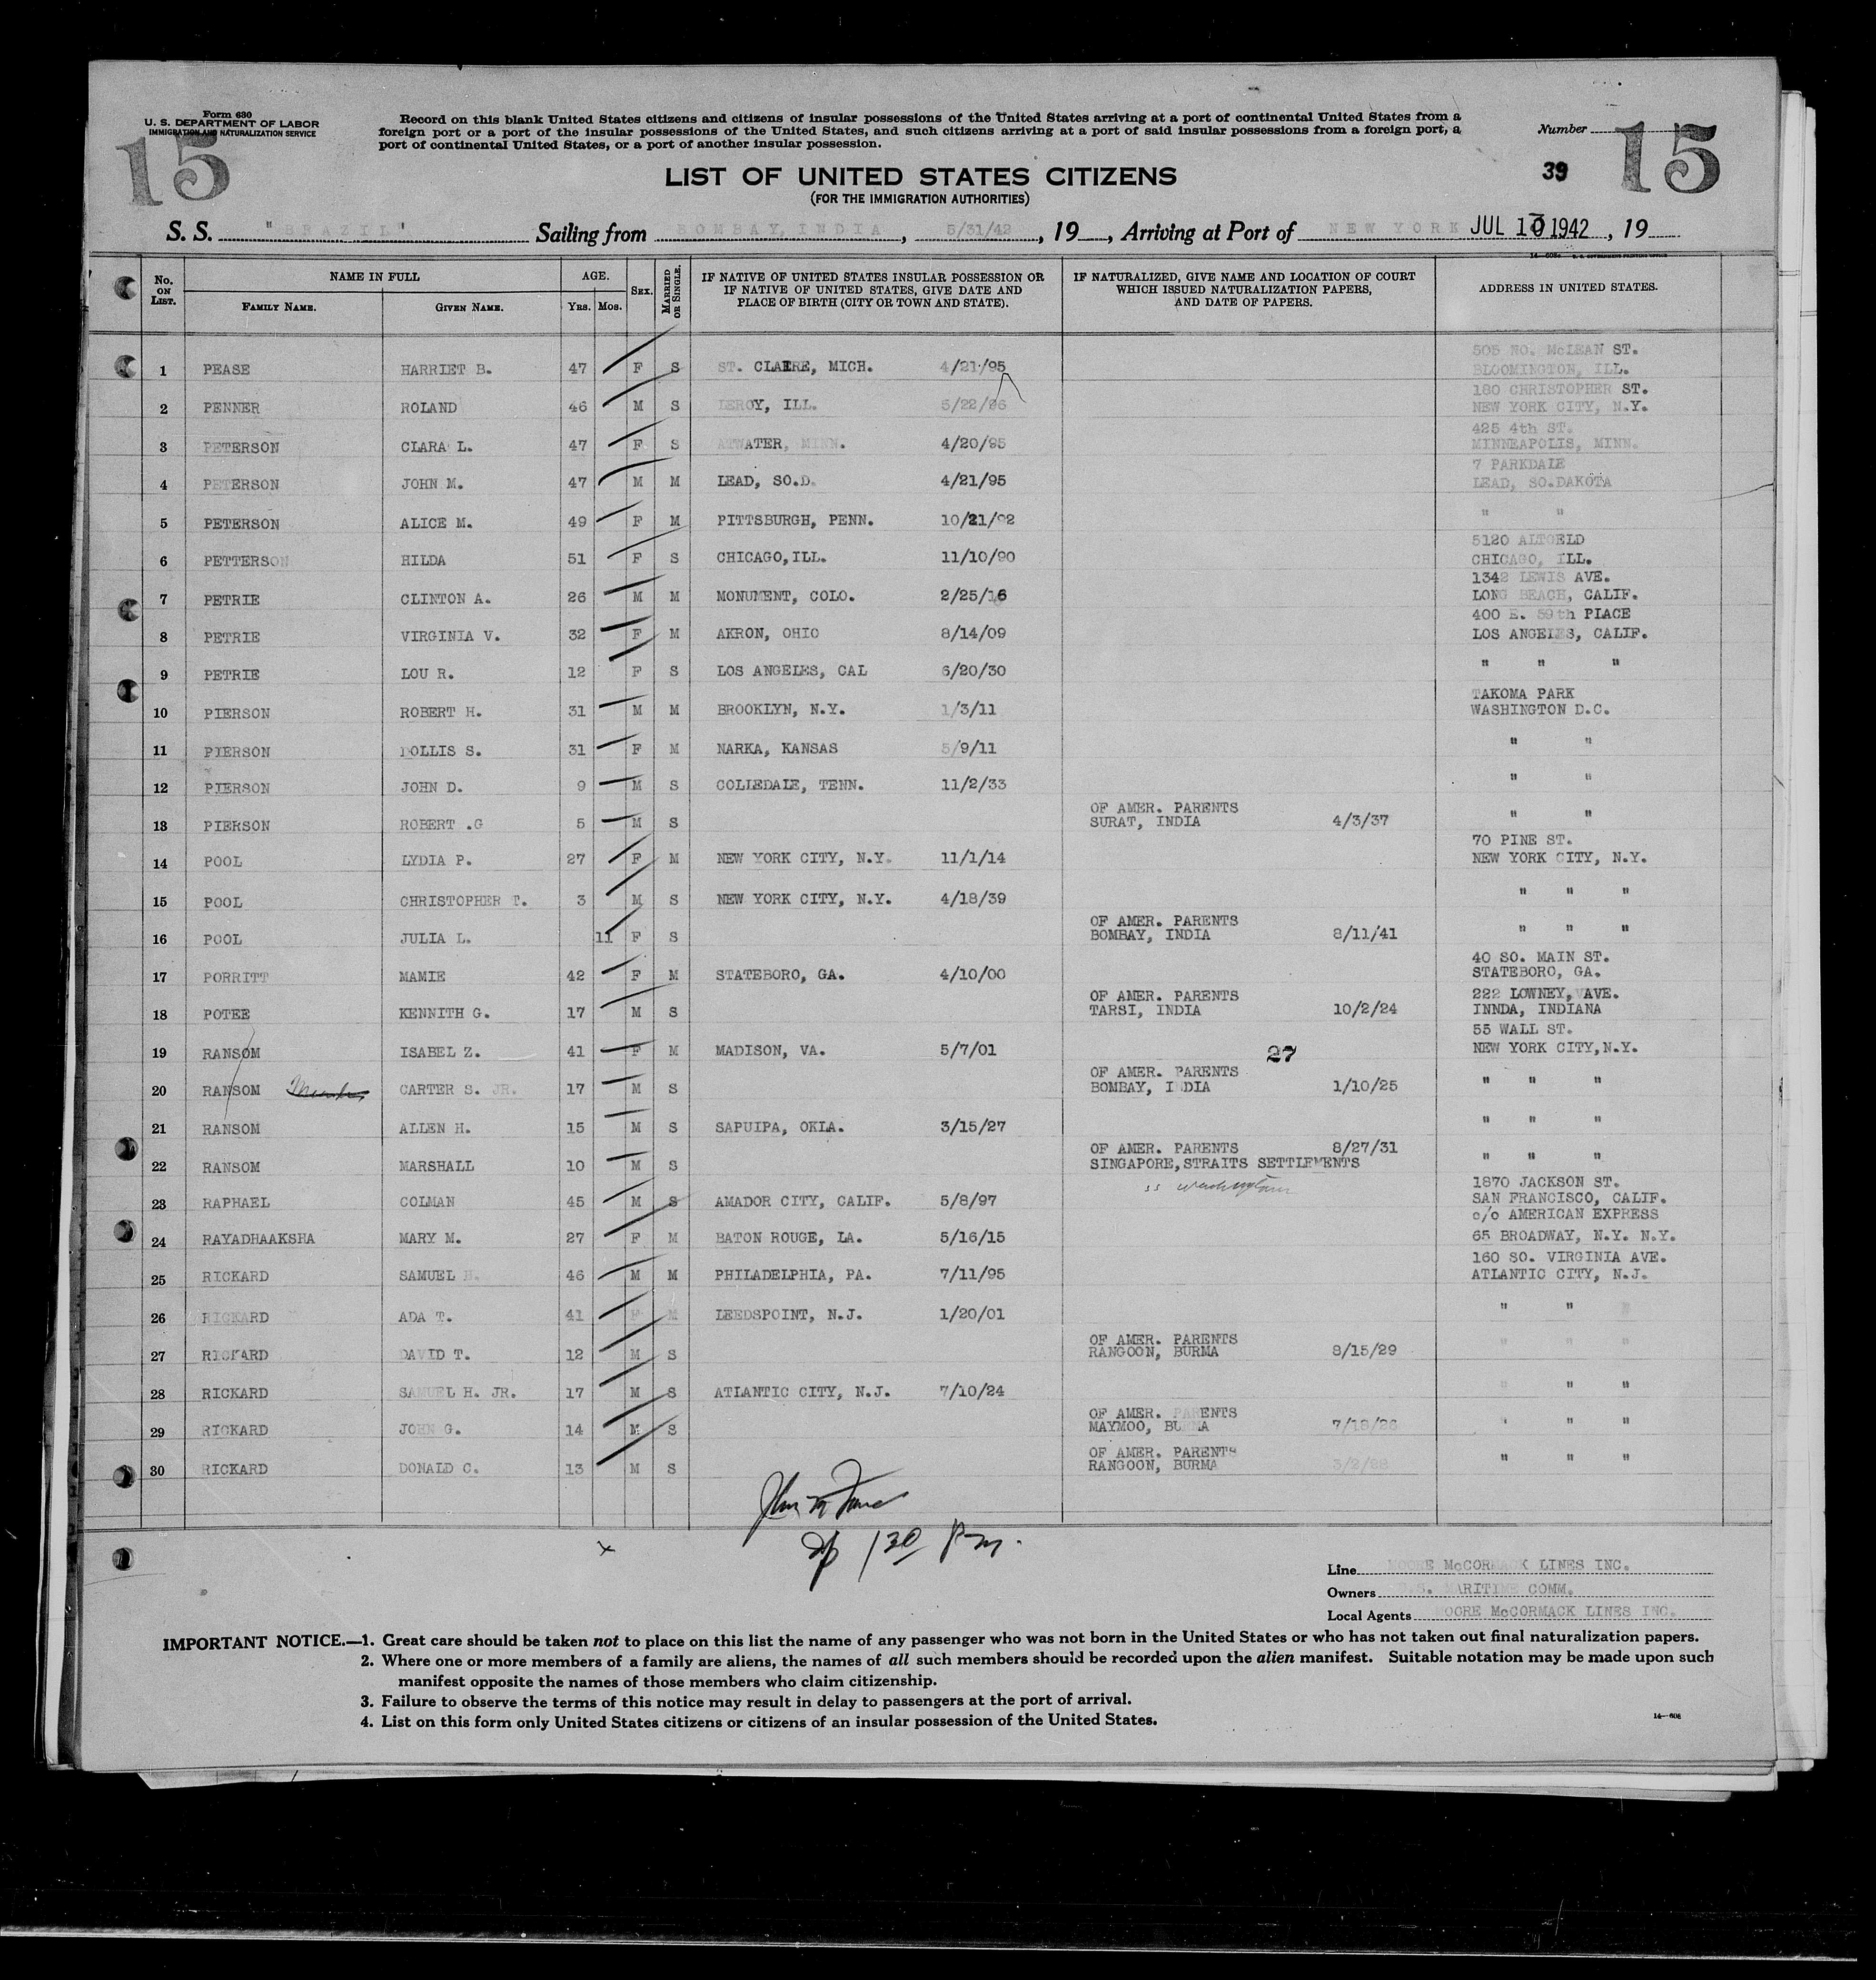 Form 630
U. S. DEPARTMENT OF LABOR
IMMIGRATION AND NATURALIZATION SERVICE
15
Record on this blank United States citizens and citizens of insular possessions of the United States arriving at a port of continental United States from a
foreign port or a port of the insular possessions of the United States, and such citizens arriving at a port of said insular possessions from a foreign port, a
port of continental United States, or a port of another insular possession.
Number
15
39
LIST OF UNITED STATES CITIZENS
(FOR THE IMMIGRATION AUTHORITIES)
S. S. "BRAZIL" Sailing from BOMBAY, INDIA, 5/31/42, 19 , Arriving at Port of NEW YORK JUL 10 1942, 19
No. ON LIST. NAME IN FULL AGE. SEX. MARRIED OR SINGLE. IF NATIVE OF UNITED STATES INSULAR POSSESSION OR IF NATIVE OF UNITED STATES, GIVE DATE AND PLACE OF BIRTH (CITY OR TOWN AND STATE). IF NATURALIZED, GIVE NAME AND LOCATION OF COURT WHICH ISSUED NATURALIZATION PAPERS, AND DATE OF PAPERS. ADDRESS IN UNITED STATES.
FAMILY NAME. GIVEN NAME. Yrs. Mos.
505 NO. McLEAN ST.
1 PEASE HARRIET B. 47 F S ST. CLAIRE, MICH. 4/21/95 BLOOMINGTON, ILL.
180 CHRISTOPHER ST.
2 PENNER ROLAND 46 M S LEROY, ILL. 5/22/96 NEW YORK CITY, N.Y.
425 4th ST.
3 PETERSON CLARA L. 47 F S ATWATER, MINN. 4/20/95 MINNEAPOLIS, MINN.
7 PARKDALE
4 PETERSON JOHN M. 47 M M LEAD, SO.D. 4/21/95 LEAD, SO.DAKOTA
5 PETERSON ALICE M. 49 F M PITTSBURGH, PENN. 10/21/92 " "
5120 ALTGELD
6 PETTERSON HILDA 51 F S CHICAGO,ILL. 11/10/90 CHICAGO, ILL.
1342 LEWIS AVE.
7 PETRIE CLINTON A. 26 M M MONUMENT, COLO. 2/25/16 LONG BEACH, CALIF.
400 E. 59th PLACE
8 PETRIE VIRGINIA V. 32 F M AKRON, OHIO 8/14/09 LOS ANGELES, CALIF.
9 PETRIE LOU R. 12 F S LOS ANGELES, CAL 6/20/30 " " "
TAKOMA PARK
10 PIERSON ROBERT H. 31 M M BROOKLYN, N.Y. 1/3/11 WASHINGTON D.C.
11 PIERSON DOLLIS S. 31 F M NARKA, KANSAS 5/9/11 " "
12 PIERSON JOHN D. 9 M S COLLEDALE, TENN. 11/2/33 " "
OF AMER. PARENTS
13 PIERSON ROBERT .G 5 M S SURAT, INDIA 4/3/37 " "
70 PINE ST.
14 POOL LYDIA P. 27 F M NEW YORK CITY, N.Y. 11/1/14 NEW YORK CITY, N.Y.
15 POOL CHRISTOPHER T. 3 M S NEW YORK CITY, N.Y. 4/18/39 " " "
OF AMER. PARENTS
16 POOL JULIA L. 11 F S BOMBAY, INDIA 8/11/41 " " "
40 SO. MAIN ST.
17 PORRITT MAMIE 42 F M STATEBORO, GA. 4/10/00 STATEBORO, GA.
OF AMER. PARENTS 222 LOWNEY, AVE.
18 POTEE KENNITH G. 17 M S TARSI, INDIA 10/2/24 INNDA, INDIANA
55 WALL ST.
19 RANSOM ISABEL Z. 41 F M MADISON, VA. 5/7/01 27 NEW YORK CITY,N.Y.
OF AMER. PARENTS
20 RANSOM CARTER S. JR. 17 M S BOMBAY, INDIA 1/10/25 " " "
21 RANSOM ALLEN H. 15 M S SAPUIPA, OKLA. 3/15/27 " " "
OF AMER. PARENTS 8/27/31
22 RANSOM MARSHALL 10 M S SINGAPORE,STRAITS SETTLEMENTS " " "
ss Washington 1870 JACKSON ST.
23 RAPHAEL COLMAN 45 M S AMADOR CITY, CALIF. 5/8/97 SAN FRANCISCO, CALIF.
c/o AMERICAN EXPRESS
24 RAYADHAAKSHA MARY M. 27 F M BATON ROUGE, LA. 5/16/15 65 BROADWAY, N.Y. N.Y.
160 SO. VIRGINIA AVE.
25 RICKARD SAMUEL H. 46 M M PHILADELPHIA, PA. 7/11/95 ATLANTIC CITY, N.J.
26 RICKARD ADA T. 41 F M LEEDSPOINT, N.J. 1/20/01 " " "
OF AMER. PARENTS
27 RICKARD DAVID T. 12 M S RANGOON, BURMA 8/15/29 " " "
28 RICKARD SAMUEL H. JR. 17 M S ATLANTIC CITY, N.J. 7/10/24 " " "
OF AMER. PARENTS
29 RICKARD JOHN G. 14 M S MAYMOO, BURMA 7/18/26 " " "
OF AMER. PARENTS
30 RICKARD DONALD C. 13 M S RANGOON, BURMA " " "
1 30 Pm.
Line MOORE McCORMACK LINES INC.
Owners U.S. MARITIME COMM.
Local Agents MOORE McCORMACK LINES INC.
IMPORTANT NOTICE.—1. Great care should be taken not to place on this list the name of any passenger who was not born in the United States or who has not taken out final naturalization papers.
2. Where one or more members of a family are aliens, the names of all such members should be recorded upon the alien manifest. Suitable notation may be made upon such
manifest opposite the names of those members who claim citizenship.
3. Failure to observe the terms of this notice may result in delay to passengers at the port of arrival.
4. List on this form only United States citizens or citizens of an insular possession of the United States.
14—606